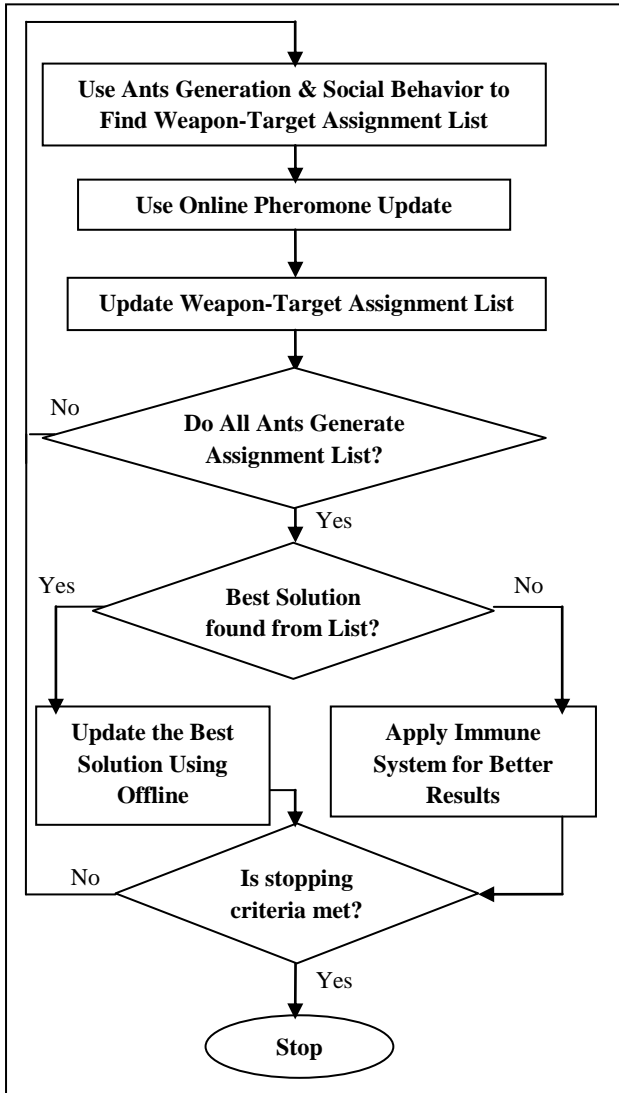 Use Ants Generation & Social Behavior to
Find Weapon-Target Assignment List
Use Online Pheromone Update
Update Weapon-Target Assignment List
No
Do All Ants Generate
Assignment List?
Yes
Yes
Best Solution
found from List?
No
Update the Best
Solution Using
Offline
Apply Immune
System for Better
Results
No
Is stopping
criteria met?
Yes
Stop